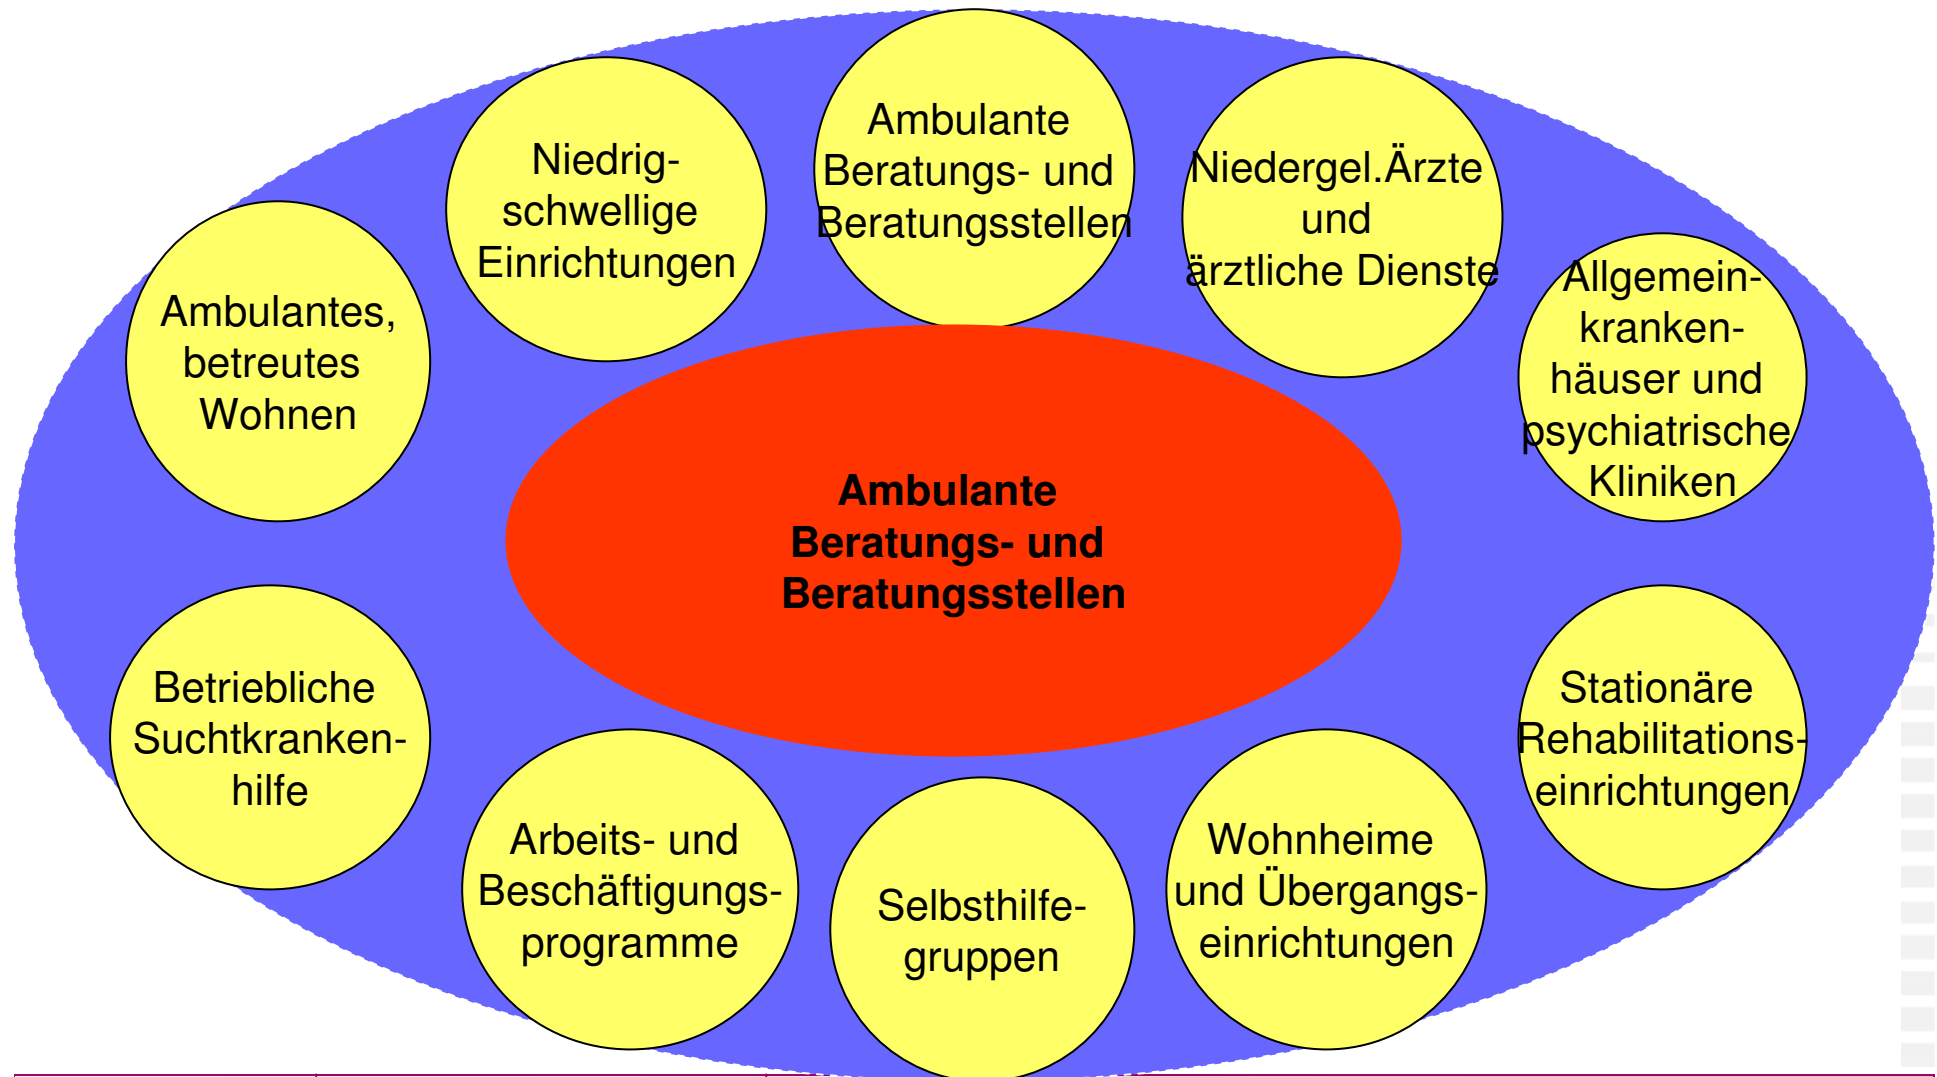 Ambulante
Beratungs- und
Beratungsstellen
Niedrig-
schwellige
Einrichtungen
Niedergel.Ärzte
und
ärztliche Dienste
Ambulantes,
betreutes
Wohnen
Allgemein-
kranken-
häuser und
psychiatrische
Kliniken
Ambulante
Beratungs- und
Beratungsstellen
Betriebliche
Suchtkranken-
hilfe
Stationäre
Rehabilitations-
einrichtungen
Arbeits- und
Beschäftigungs-
programme
Selbsthilfe-
gruppen
Wohnheime
und Übergangs-
einrichtungen